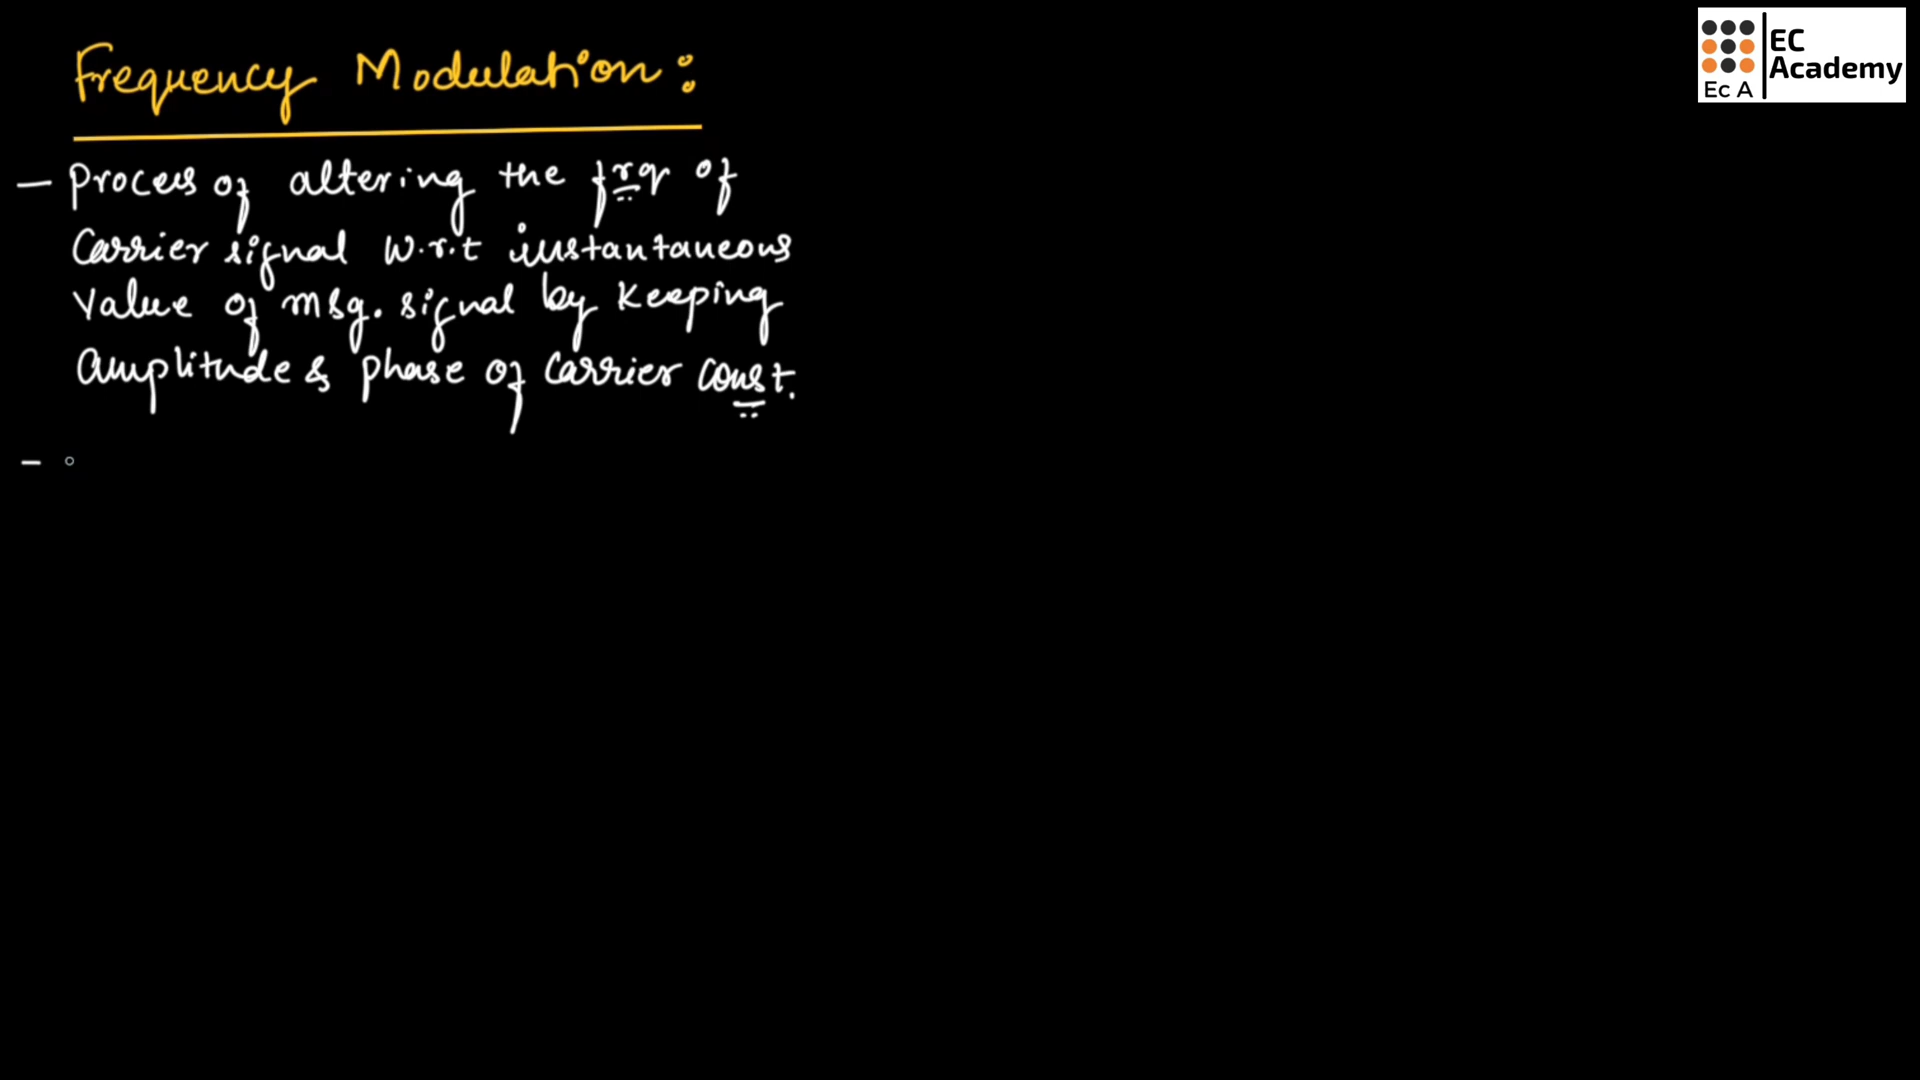 Frequency Modulation:
- Process of altering the frq of
Carrier signal w.r.t instantaneous
Value of msg. signal by keeping
amplitude & phase of carrier const.
-
EC
Academy
Ec A